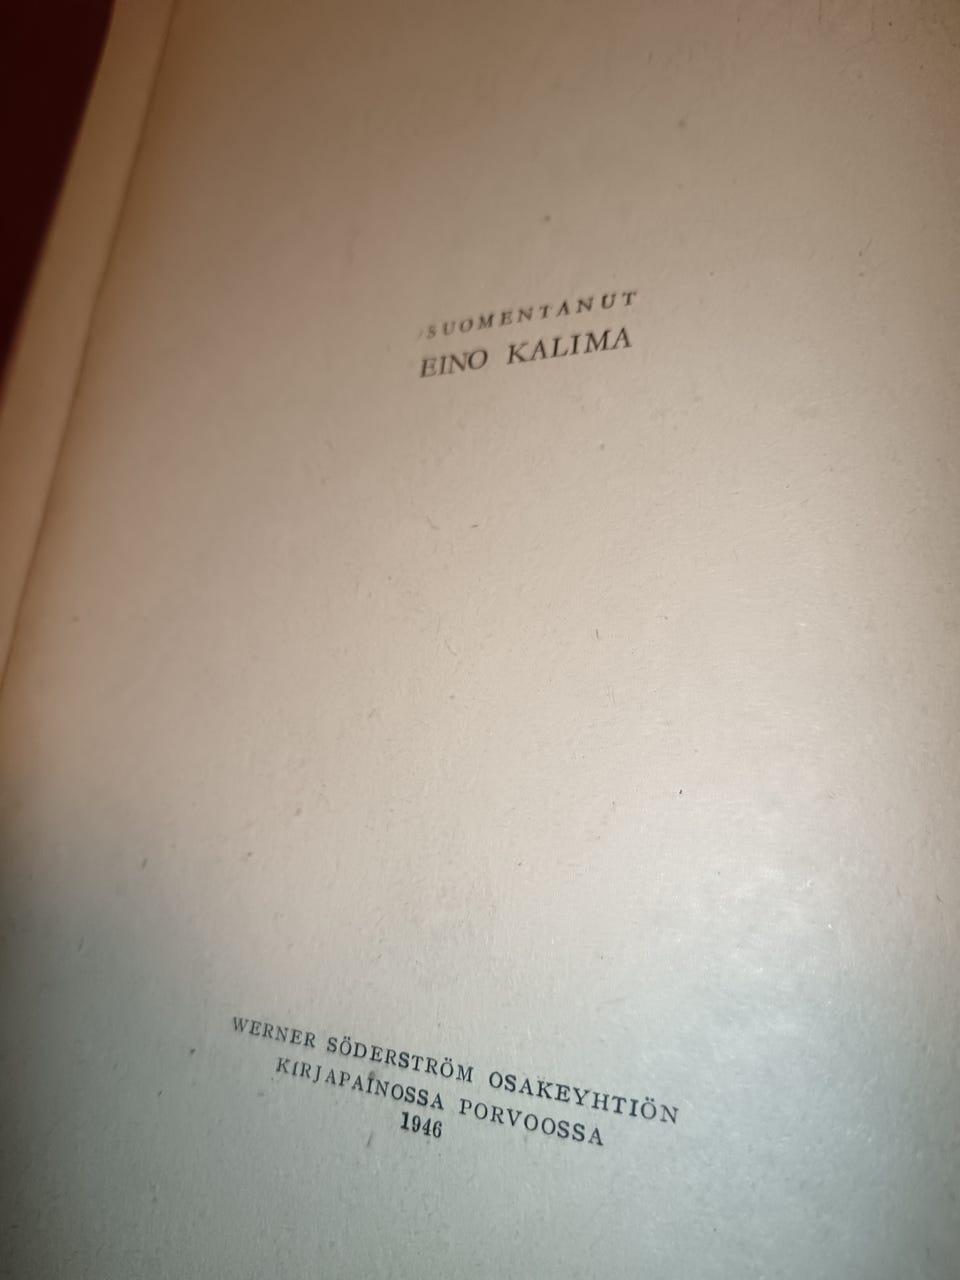 SUOMENTANUT
EINO KALIMA
WERNER SÖDERSTRÖM OSAKEYHTIÖN
KIRJAPAINOSSA PORVOOSSA
1946